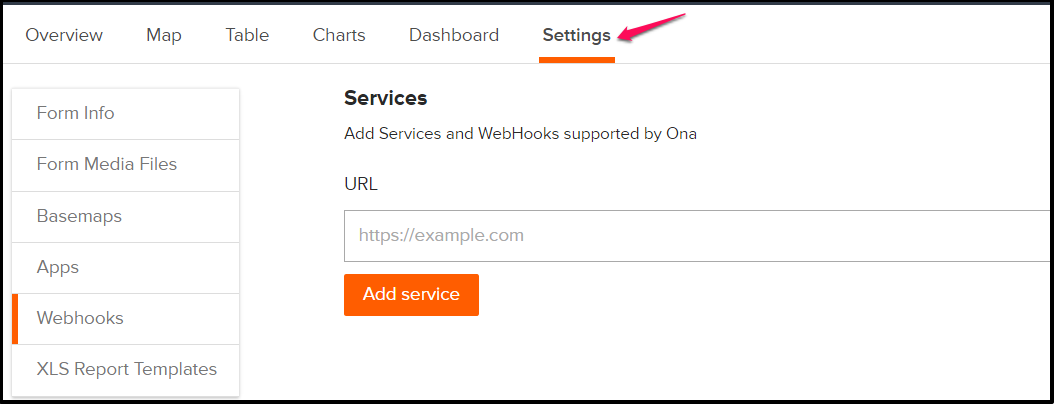 Overview Map Table Charts Dashboard Settings
Form Info
Form Media Files
Basemaps
Apps
Webhooks
XLS Report Templates
Services
Add Services and WebHooks supported by Ona
URL
https://example.com
Add service